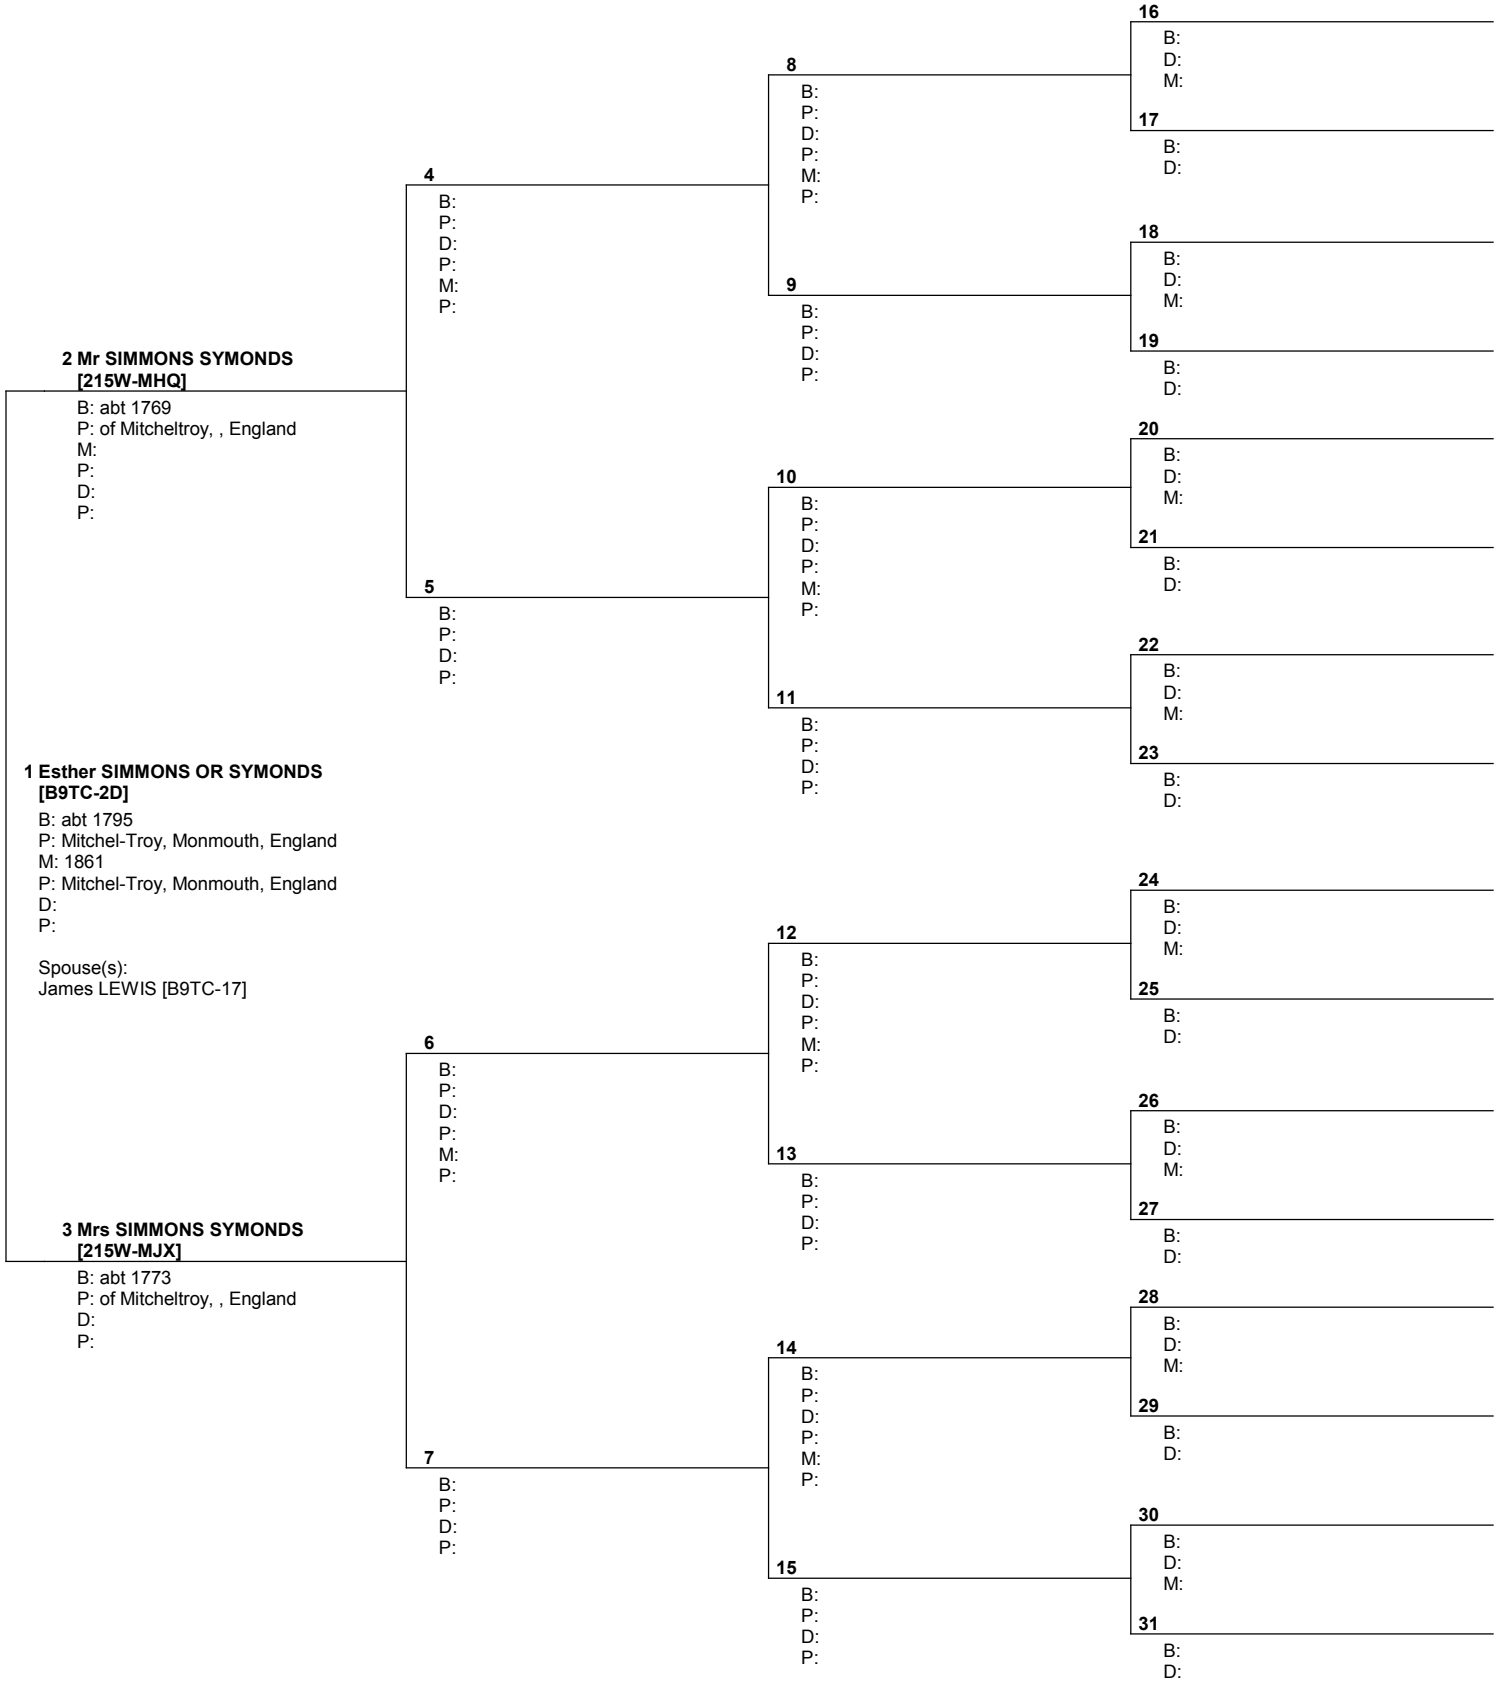 1 Esther SIMMONS OR SYMONDS
[B9TC-2D]
B: abt 1795
P: Mitchel-Troy, Monmouth, England
M: 1861
P: Mitchel-Troy, Monmouth, England
D:
P:
Spouse(s):
James LEWIS [B9TC-17]
2 Mr SIMMONS SYMONDS
[215W-MHQ]
B: abt 1769
P: of Mitcheltroy, , England
M:
P:
D:
P:
3 Mrs SIMMONS SYMONDS
[215W-MJX]
B: abt 1773
P: of Mitcheltroy, , England
D:
P:
4
B:
P:
D:
P:
M:
P:
5
B:
P:
D:
P:
6
B:
P:
D:
P:
M:
P:
7
B:
P:
D:
P:
8
B:
P:
D:
P:
M:
P:
9
B:
P:
D:
P:
10
B:
P:
D:
P:
M:
P:
11
B:
P:
D:
P:
12
B:
P:
D:
P:
M:
P:
13
B:
P:
D:
P:
14
B:
P:
D:
P:
M:
P:
15
B:
P:
D:
P:
16
B:
D:
M:
17
B:
D:
18
B:
D:
M:
19
B:
D:
20
B:
D:
M:
21
B:
D:
22
B:
D:
M:
23
B:
D:
24
B:
D:
M:
25
B:
D:
26
B:
D:
M:
27
B:
D:
28
B:
D:
M:
29
B:
D:
30
B:
D:
M:
31
B:
D: